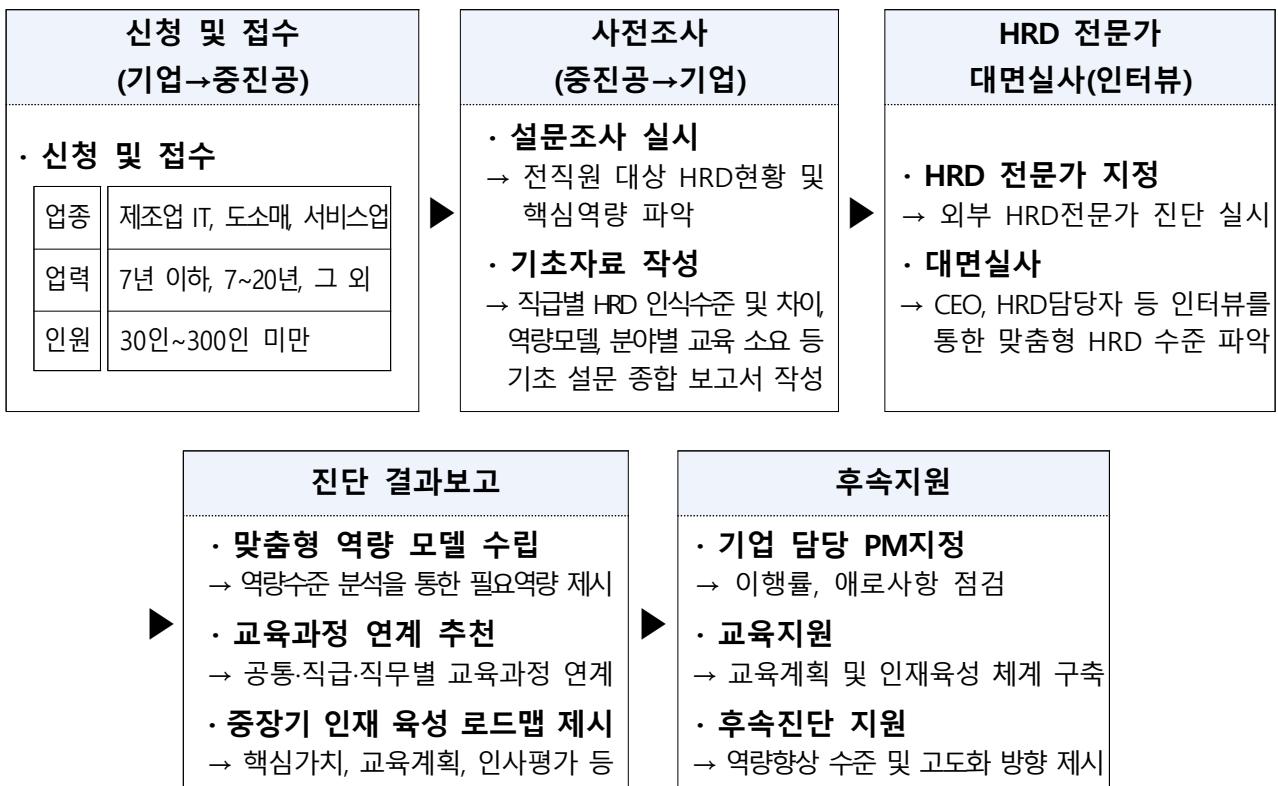 신청 및 접수
(기업→중진공)
· 신청 및 접수
업종 제조업 IT, 도소매, 서비스업
업력 7년 이하, 7~20년, 그 외
인원 30인~300인 미만
▶
사전조사
(중진공→기업)
· 설문조사 실시
→ 전직원 대상 HRD현황 및
핵심역량 파악
· 기초자료 작성
→ 직급별 HRD 인식수준 및 차이,
역량모델, 분야별 교육 소요 등
기초 설문 종합 보고서 작성
▶
HRD 전문가
대면실사(인터뷰)
· HRD 전문가 지정
→ 외부 HRD전문가 진단 실시
· 대면실사
→ CEO, HRD담당자 등 인터뷰를
통한 맞춤형 HRD 수준 파악
▶
진단 결과보고
· 맞춤형 역량 모델 수립
→ 역량수준 분석을 통한 필요역량 제시
· 교육과정 연계 추천
→ 공통·직급·직무별 교육과정 연계
· 중장기 인재 육성 로드맵 제시
→ 핵심가치, 교육계획, 인사평가 등
▶
후속지원
· 기업 담당 PM지정
→ 이행률, 애로사항 점검
· 교육지원
→ 교육계획 및 인재육성 체계 구축
· 후속진단 지원
→ 역량향상 수준 및 고도화 방향 제시